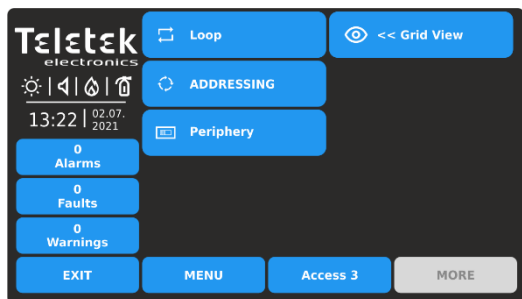 Teletek
electronics
13:22 02.07.
2021
0
Alarms
0
Faults
0
Warnings
Loop
ADDRESSING
Periphery
<< Grid View
EXIT
MENU
Access 3
MORE